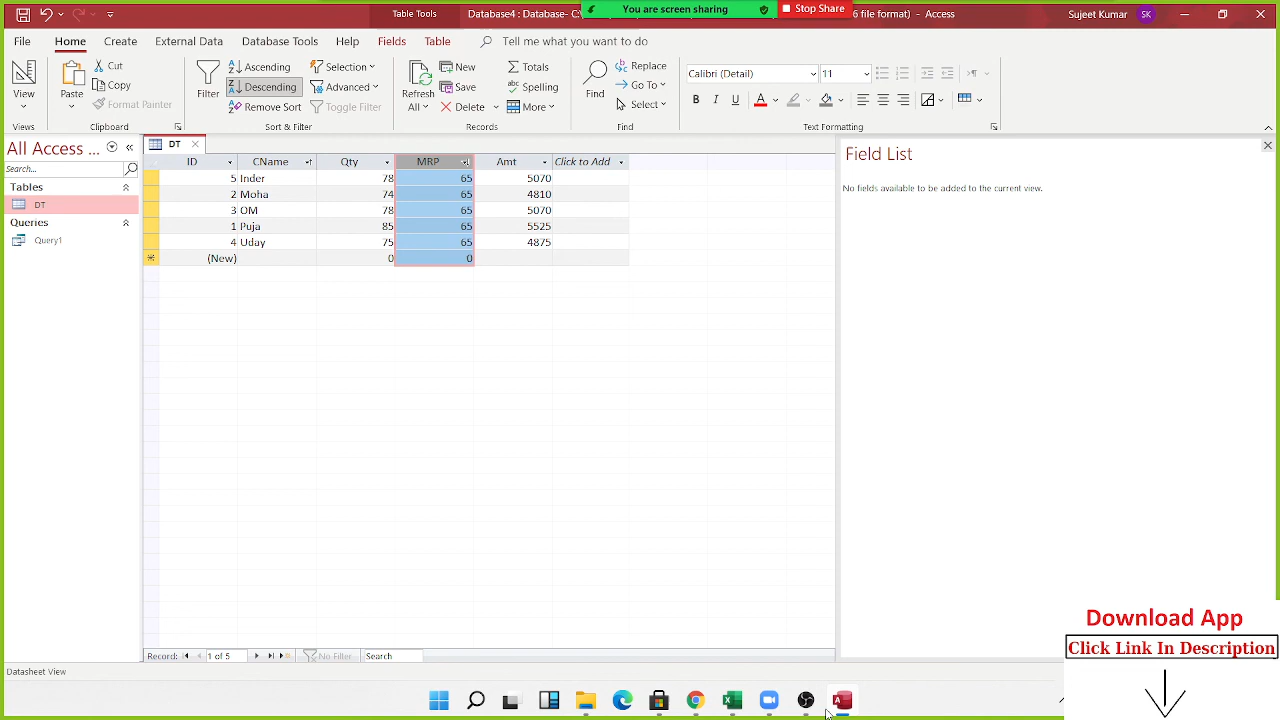 Table Tools
Database4 : Database- C:\
You are screen sharing
Stop Share
6 file format) - Access
Sujeet Kumar
SK
File
Home
Create
External Data
Database Tools
Help
Fields
Table
Tell me what you want to do
View
Paste
Cut
Copy
Format Painter
Filter
Ascending
Descending
Remove Sort
Selection
Advanced
Toggle Filter
Refresh All
New
Save
Delete
Totals
Spelling
More
Find
Replace
Go To
Select
Calibri (Detail)
11
B I U
Views
Clipboard
Sort & Filter
Records
Find
Text Formatting
All Access ...
Search...
Tables
DT
Queries
Query1
DT
ID CName Qty MRP Amt Click to Add
5 Inder 78 65 5070
2 Moha 74 65 4810
3 OM 78 65 5070
1 Puja 85 65 5525
4 Uday 75 65 4875
(New) 0 0
Field List
No fields available to be added to the current view.
Record:
1 of 5
No Filter
Search
Datasheet View
Download App
Click Link In Description